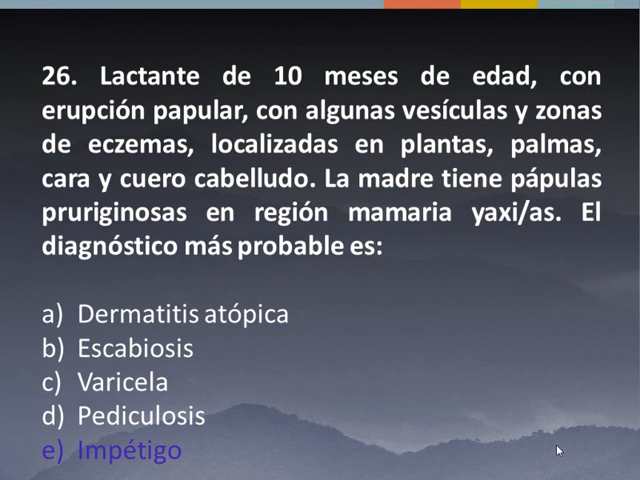 26. Lactante de 10 meses de edad, con
erupción papular, con algunas vesículas y zonas
de eczemas, localizadas en plantas, palmas,
cara y cuero cabelludo. La madre tiene pápulas
pruriginosas en región mamaria yaxi/as. El
diagnóstico más probable es:
a) Dermatitis atópica
b) Escabiosis
c) Varicela
d) Pediculosis
e) Impétigo